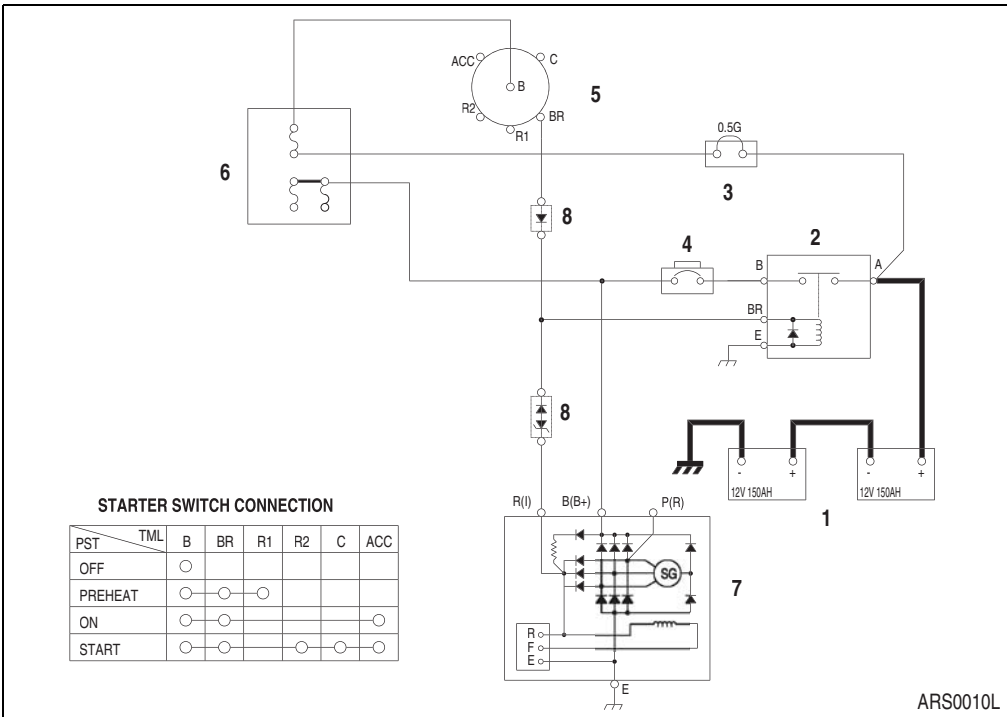 ACC
C
B
5
R2
BR
R1
0.5G
6
3
8
4
2
B
A
BR
E
8
- +
12V 150AH
- +
12V 150AH
1
STARTER SWITCH CONNECTION
PST TML B BR R1 R2 C ACC
OFF
PREHEAT
ON
START
R(I) B(B+) P(R)
SG
7
R
F
E
E
ARS0010L